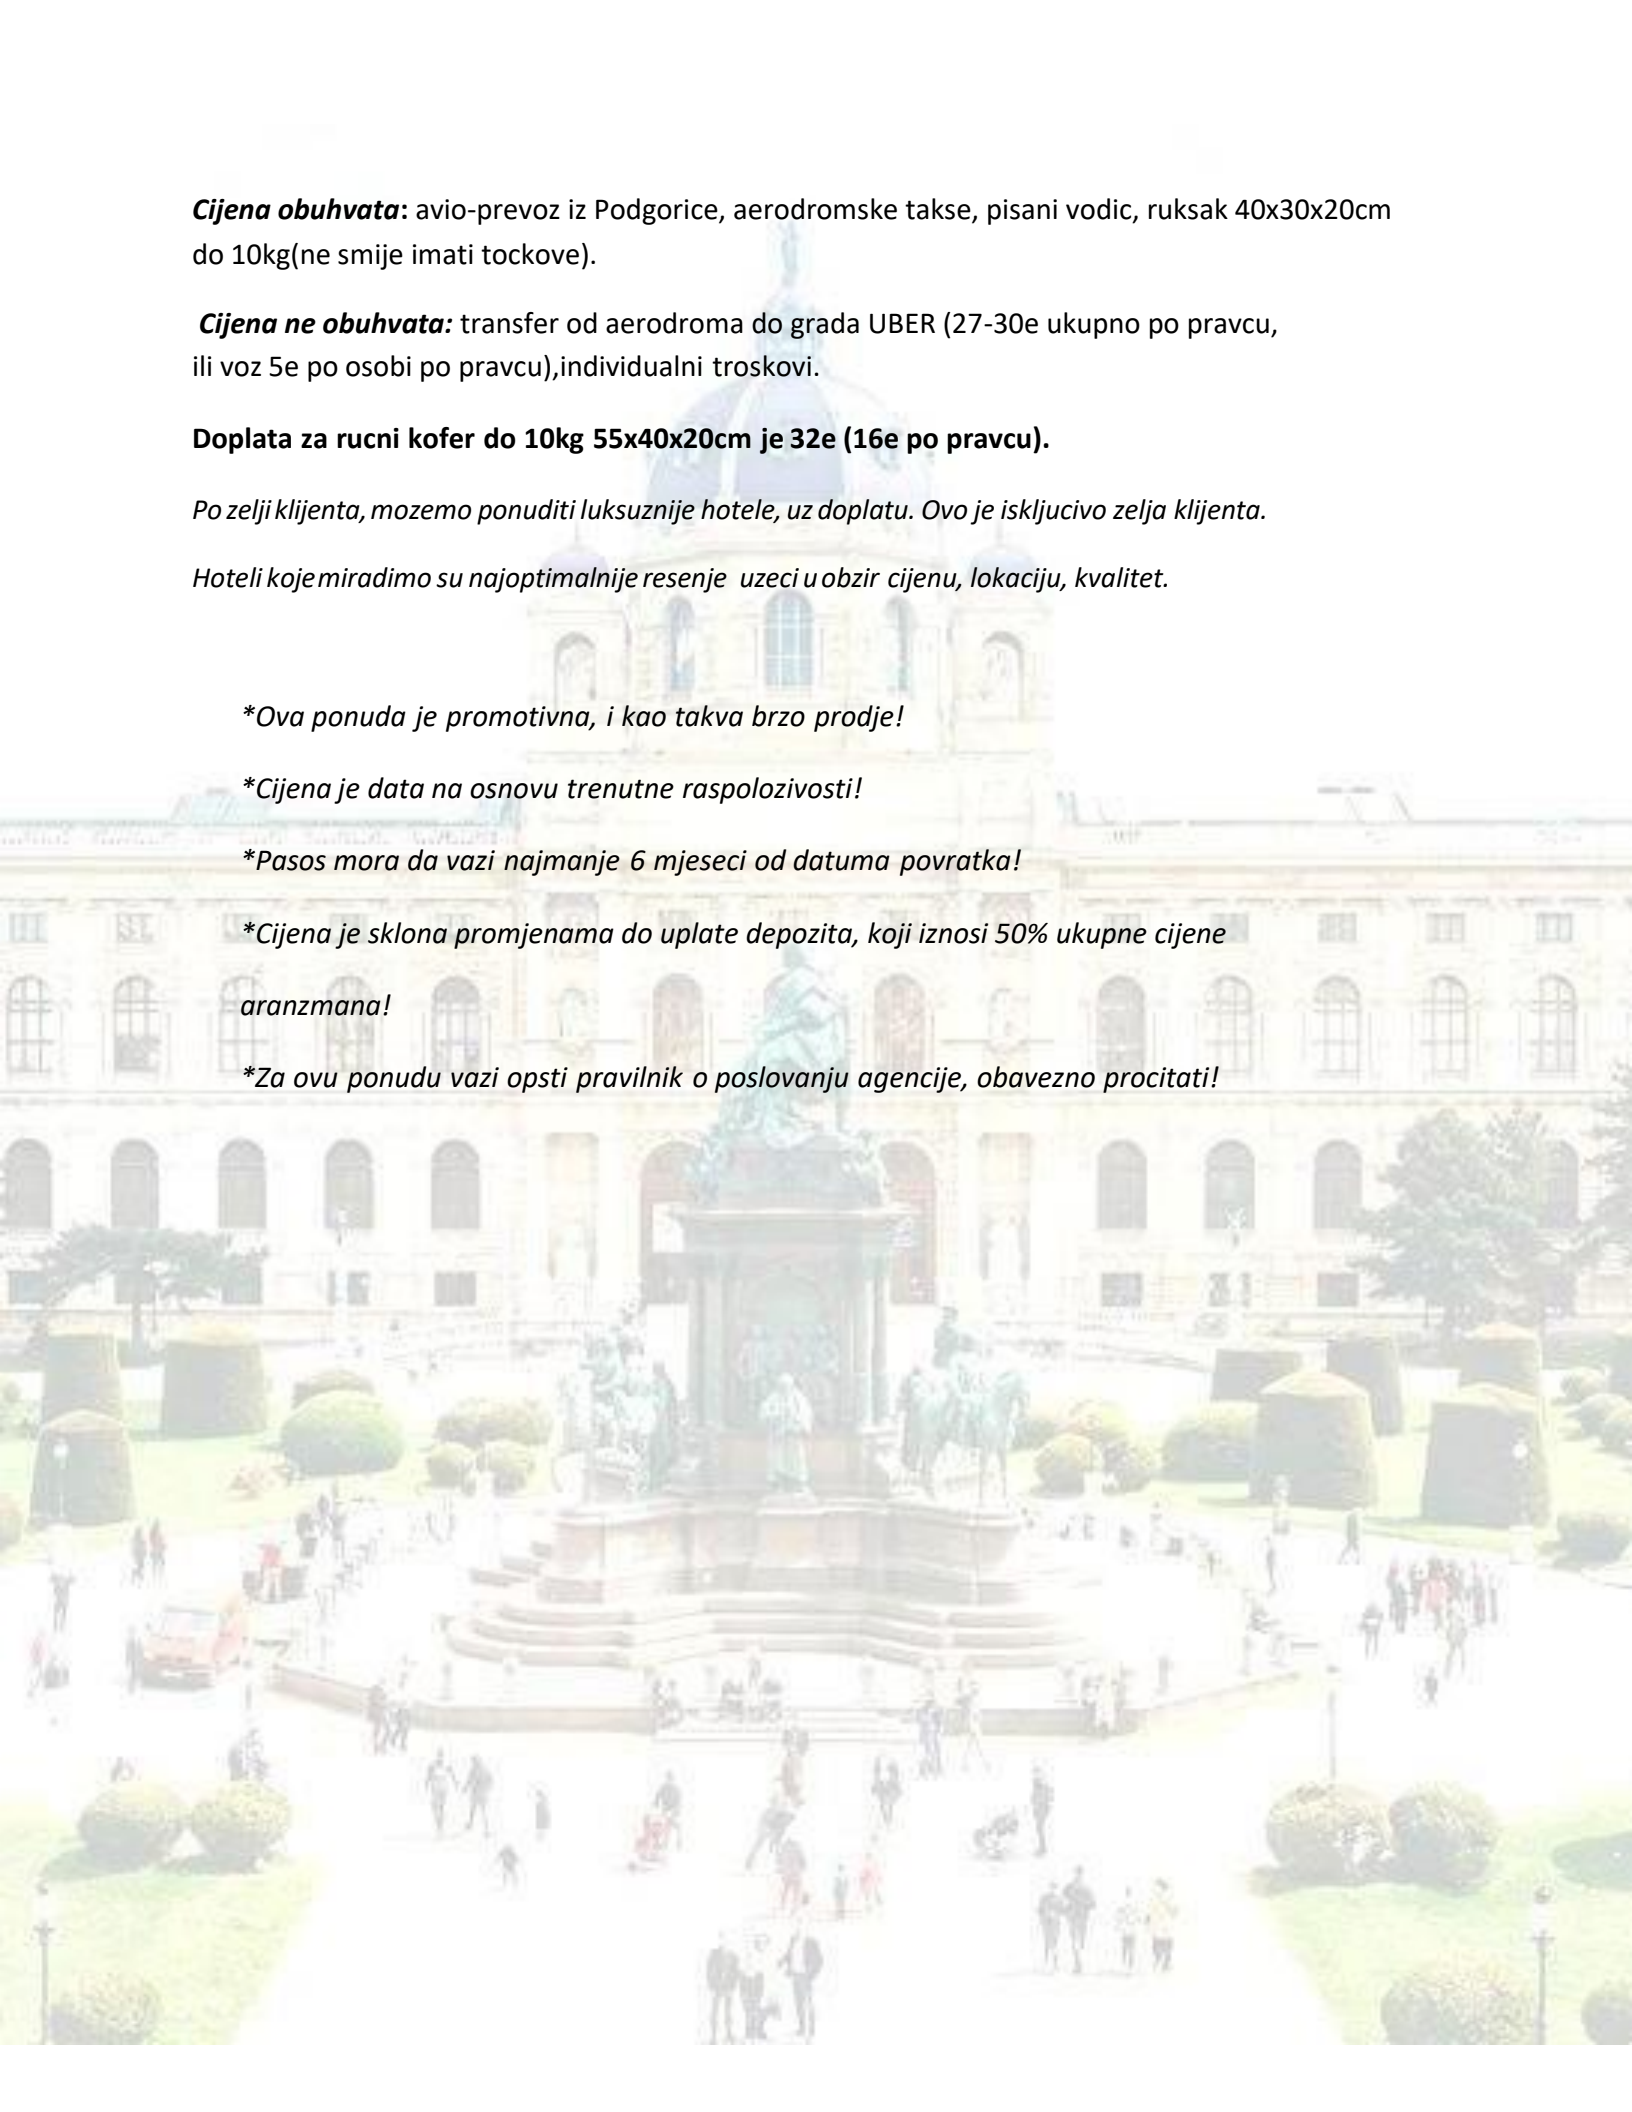 Cijena obuhvata: avio-prevoz iz Podgorice, aerodromske takse, pisani vodic, ruksak 40x30x20cm
do 10kg(ne smije imati tockove).
Cijena ne obuhvata: transfer od aerodroma do grada UBER (27-30e ukupno po pravcu,
ili voz 5e po osobi po pravcu),individualni troskovi.
Doplata za rucni kofer do 10kg 55x40x20cm je 32e (16e po pravcu).
Po zelji klijenta, mozemo ponuditi luksuznije hotele, uz doplatu. Ovo je iskljucivo zelja klijenta.
Hoteli koje mi radimo su najoptimalnije resenje uzeci u obzir cijenu, lokaciju, kvalitet.
*Ova ponuda je promotivna, i kao takva brzo prodje!
*Cijena je data na osnovu trenutne raspolozivosti!
*Pasos mora da vazi najmanje 6 mjeseci od datuma povratka!
*Cijena je sklona promjenama do uplate depozita, koji iznosi 50% ukupne cijene
aranzmana!
*Za ovu ponudu vazi opsti pravilnik o poslovanju agencije, obavezno procitati!